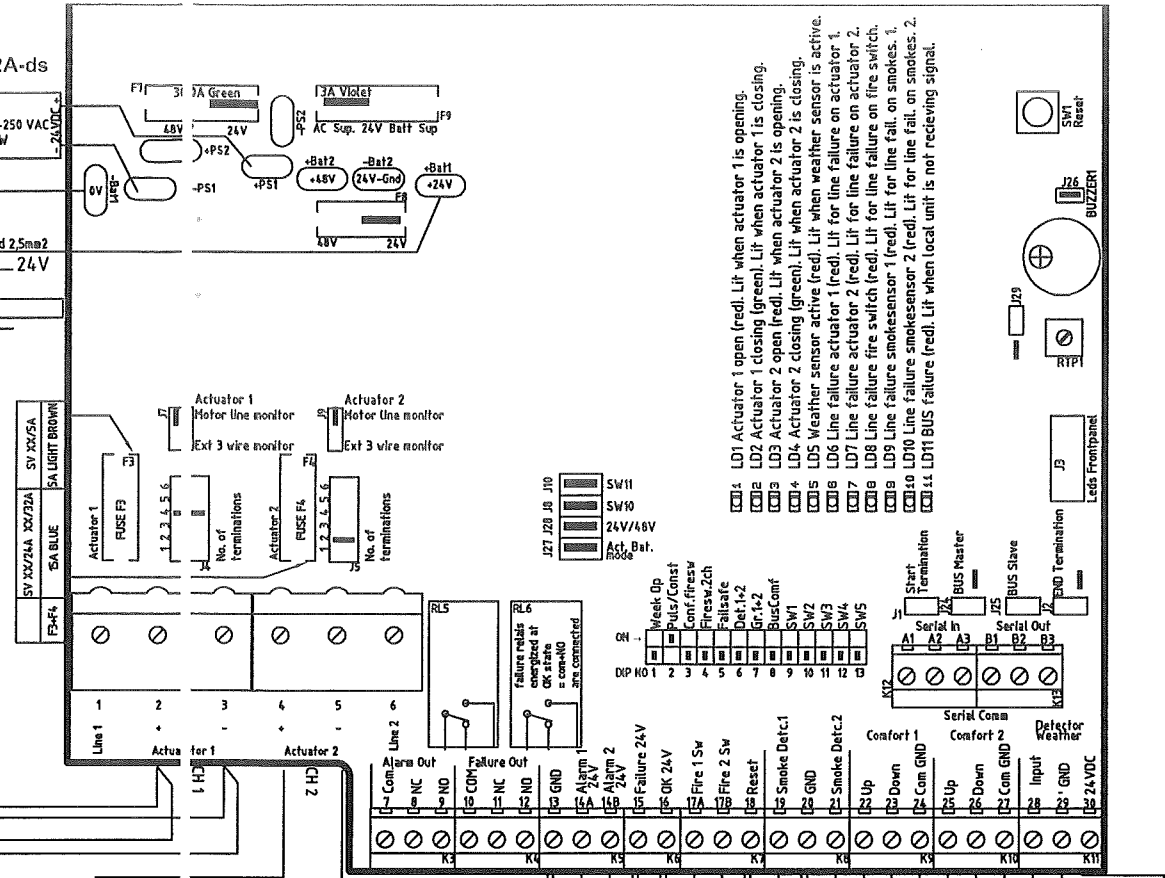 2A-ds
-250 VAC
W
- 24VDC +
0V
-Bat1
d 2,5mm2
24V
F7
0A Green
48V
24V
+PS2
-PS2
-PS1
+PS1
3A Violet
F9
AC Sup. 24V Batt Sup
+Bat2
+48V
-Bat2
24V-Gnd
+Bat1
+24V
F8
48V
24V
LD1 Actuator 1 open (red). Lit when actuator 1 is opening.
LD2 Actuator 1 closing (green). Lit when actuator 1 is closing.
LD3 Actuator 2 open (red). Lit when actuator 2 is opening.
LD4 Actuator 2 closing (green). Lit when actuator 2 is closing.
LD5 Weather sensor active (red). Lit when weather sensor is active.
LD6 Line failure actuator 1 (red). Lit for line failure on actuator 1.
LD7 Line failure actuator 2 (red). Lit for line failure on actuator 2.
LD8 Line failure fire switch (red). Lit for line failure on fire switch.
LD9 Line failure smokesensor 1 (red). Lit for line fail. on smokes. 1.
LD10 Line failure smokesensor 2 (red). Lit for line fail. on smokes. 2.
LD11 BUS failure (red). Lit when local unit is not recieving signal.
1 2 3 4 5 6 7 8 9 10 11
SW1
Reset
J26
BUZZER1
J29
RTP1
J3
Leds Frontpanel
SV XX/5A
5A LIGHT BROWN
SV XX/24A XX/32A
15A BLUE
F3+F4
J7
Actuator 1
Motor line monitor
Ext 3 wire monitor
J9
Actuator 2
Motor line monitor
Ext 3 wire monitor
Actuator 1
FUSE F3
F3
1 2 3 4 5 6
J4
No. of
terminations
Actuator 2
FUSE F4
F4
1 2 3 4 5 6
J5
No. of
terminations
J10 SW11
J8 SW10
J28 24V/48V
J27 Act. Bat.
mode
Week Op
Puls/Const
Conf.firesw
Firesw.2ch
Failsafe
Det.1+2
Gr.1+2
BusComf
SW1
SW2
SW3
SW4
SW5
ON →
DIP NO 1 2 3 4 5 6 7 8 9 10 11 12 13
J1
Start
Termination
J24
BUS Master
J25
BUS Slave
J2
END Termination
Serial In
Serial Out
A1 A2 A3 B1 B2 B3
K12
K13
Serial Comm
RL5
RL6
failure relais
energized at
OK state
= com+NO
are connected
1 2 3 4 5 6
Line 1
+ - + -
Line 2
Actua
tor 1
Actuator 2
CH 1
CH 2
Alarm Out
Failure Out
Comfort 1
Comfort 2
Detector
Weather
7 Com
8 NC
9 NO
10 COM
11 NC
12 NO
13 GND
14A Alarm 1
24V
14B Alarm 2
24V
15 Failure 24V
16 OK 24V
17A Fire 1 Sw
17B Fire 2 Sw
18 Reset
19 Smoke Detc.1
20 GND
21 Smoke Detc.2
22 Up
23 Down
24 Com GND
25 Up
26 Down
27 Com GND
28 Input
29 GND
30 24VDC
K3 K4 K5 K6 K7 K8 K9 K10 K11